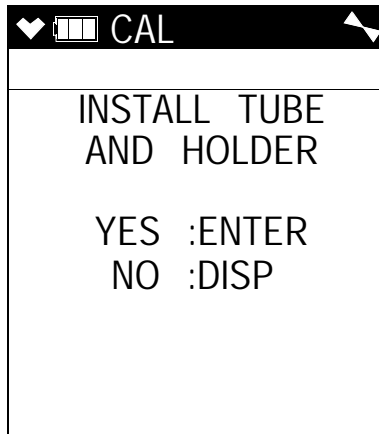 CAL
INSTALL TUBE
AND HOLDER
YES :ENTER
NO :DISP